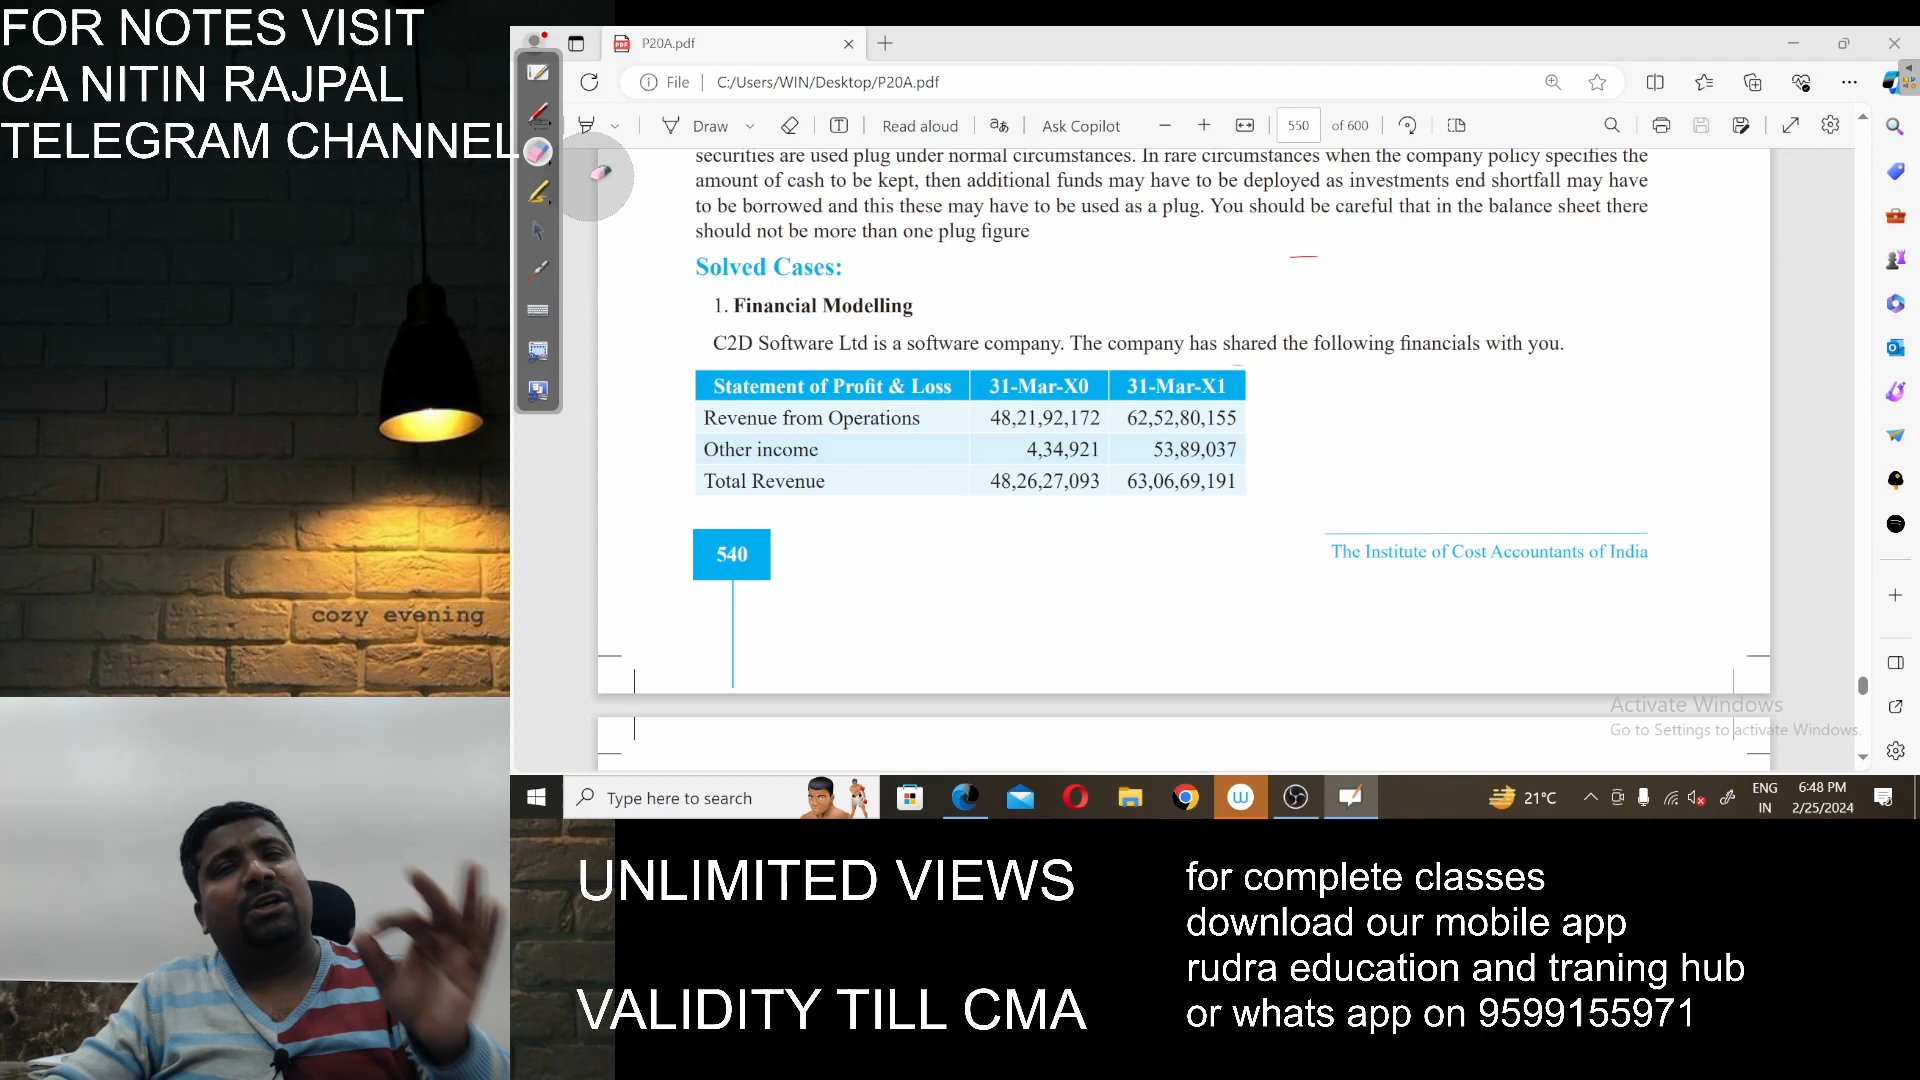 FOR NOTES VISIT
CA NITIN RAJPAL
TELEGRAM CHANNEL
cozy evening
P20A.pdf
File
C:/Users/WIN/Desktop/P20A.pdf
Draw
Read aloud
Ask Copilot
550
of 600
securities are used plug under normal circumstances. In rare circumstances when the company policy specifies the
amount of cash to be kept, then additional funds may have to be deployed as investments end shortfall may have
to be borrowed and this these may have to be used as a plug. You should be careful that in the balance sheet there
should not be more than one plug figure
Solved Cases:
1. Financial Modelling
C2D Software Ltd is a software company. The company has shared the following financials with you.
Statement of Profit & Loss 31-Mar-X0 31-Mar-X1
Revenue from Operations 48,21,92,172 62,52,80,155
Other income 4,34,921 53,89,037
Total Revenue 48,26,27,093 63,06,69,191
540
The Institute of Cost Accountants of India
Activate Windows
Go to Settings to activate Windows.
Type here to search
21°C
ENG
IN
6:48 PM
2/25/2024
UNLIMITED VIEWS
VALIDITY TILL CMA
for complete classes
download our mobile app
rudra education and traning hub
or whats app on 9599155971